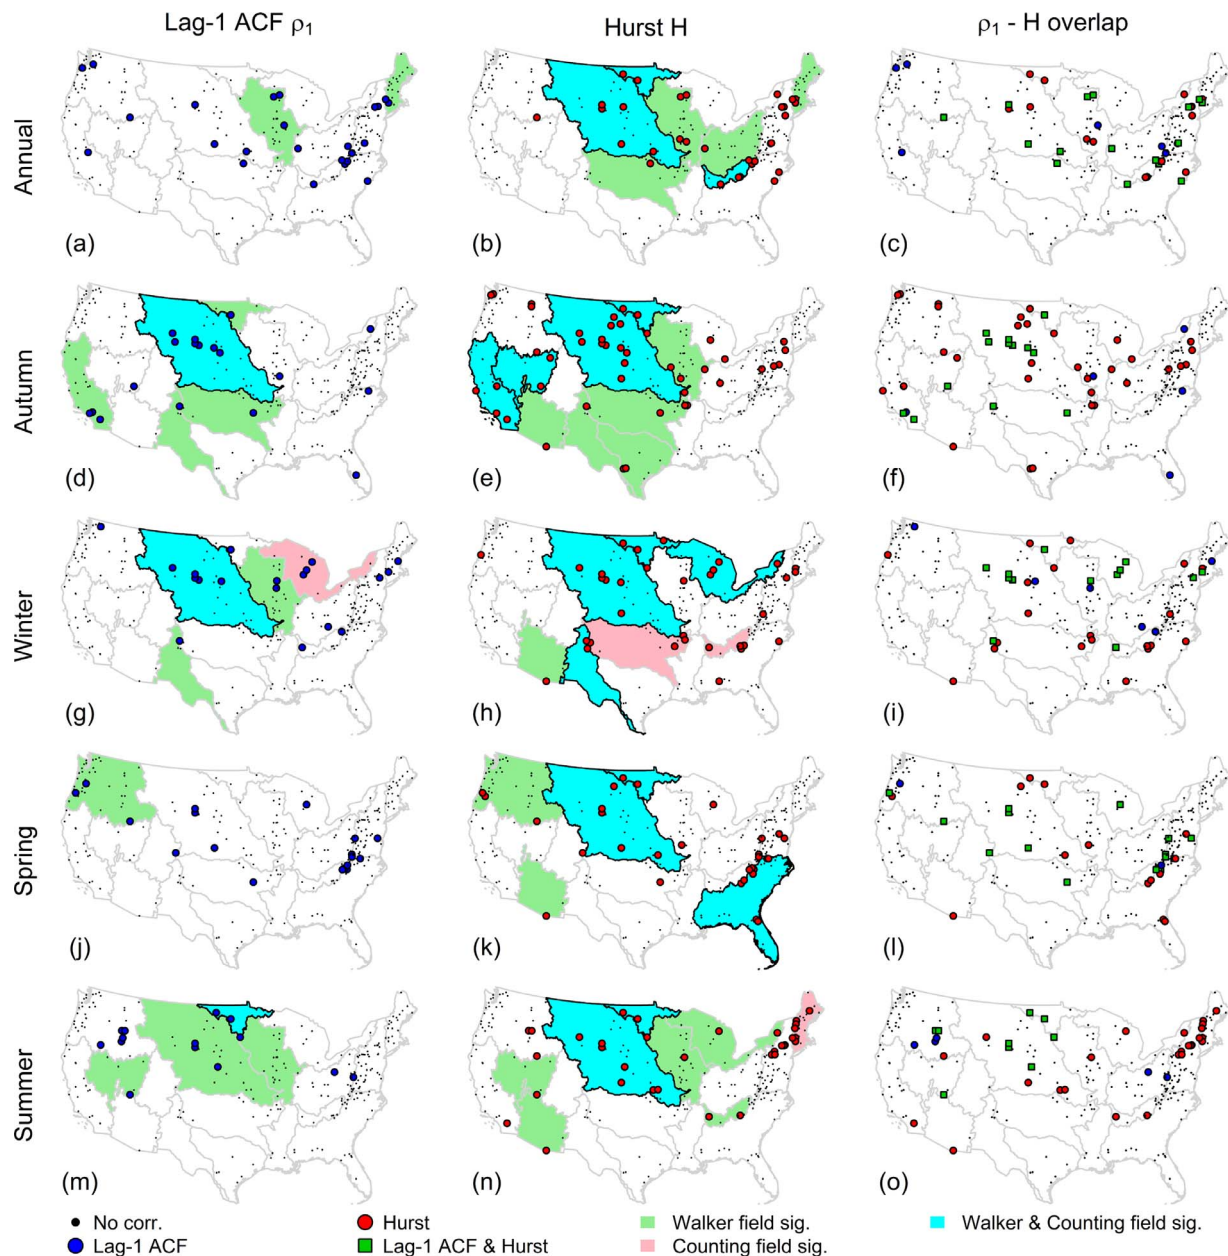 Lag-1 ACF ρ1 Hurst H ρ1 - H overlap
Annual
(a) (b) (c)
Autumn
(d) (e) (f)
Winter
(g) (h) (i)
Spring
(j) (k) (l)
Summer
(m) (n) (o)
No corr. Hurst Walker field sig. Walker & Counting field sig.
Lag-1 ACF Lag-1 ACF & Hurst Counting field sig.